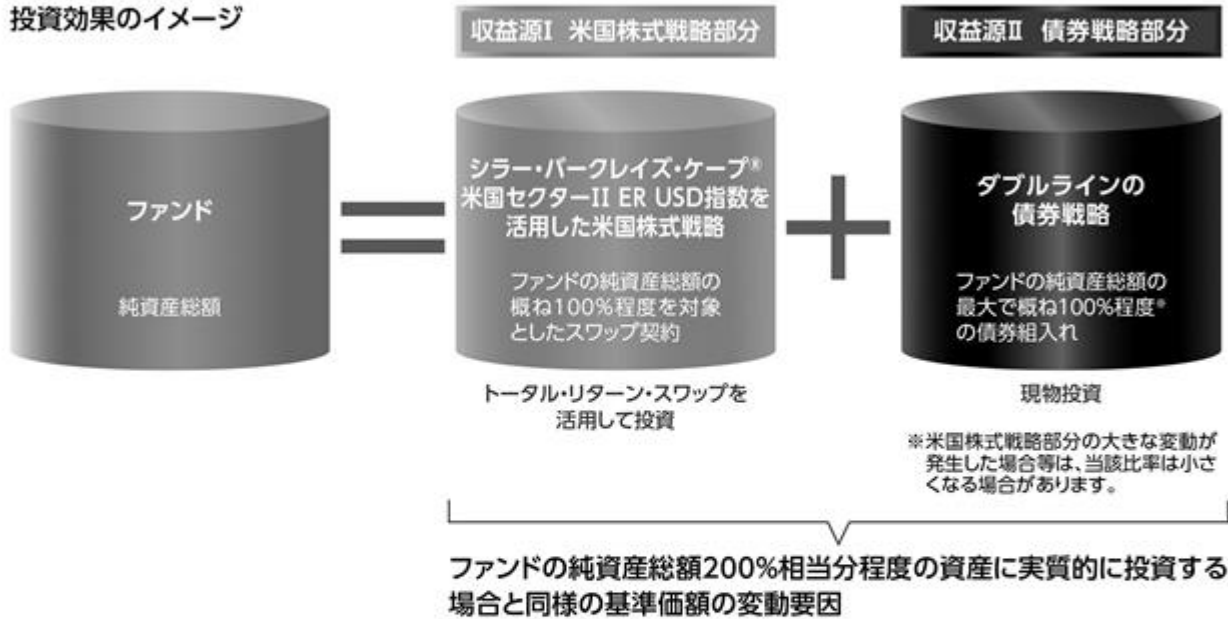 投資効果のイメージ
収益源Ⅰ 米国株式戦略部分
収益源Ⅱ 債券戦略部分
ファンド
純資産総額
シラー・バークレイズ・ケープ®
米国セクターII ER USD指数を
活用した米国株式戦略
ファンドの純資産総額の
概ね100%程度を対象
としたスワップ契約
ダブルラインの
債券戦略
ファンドの純資産総額の
最大で概ね100%程度※
の債券組入れ
トータル・リターン・スワップを
活用して投資
現物投資
※米国株式戦略部分の大きな変動が
発生した場合等は、当該比率は小さ
くなる場合があります。
ファンドの純資産総額200%相当分程度の資産に実質的に投資する
場合と同様の基準価額の変動要因